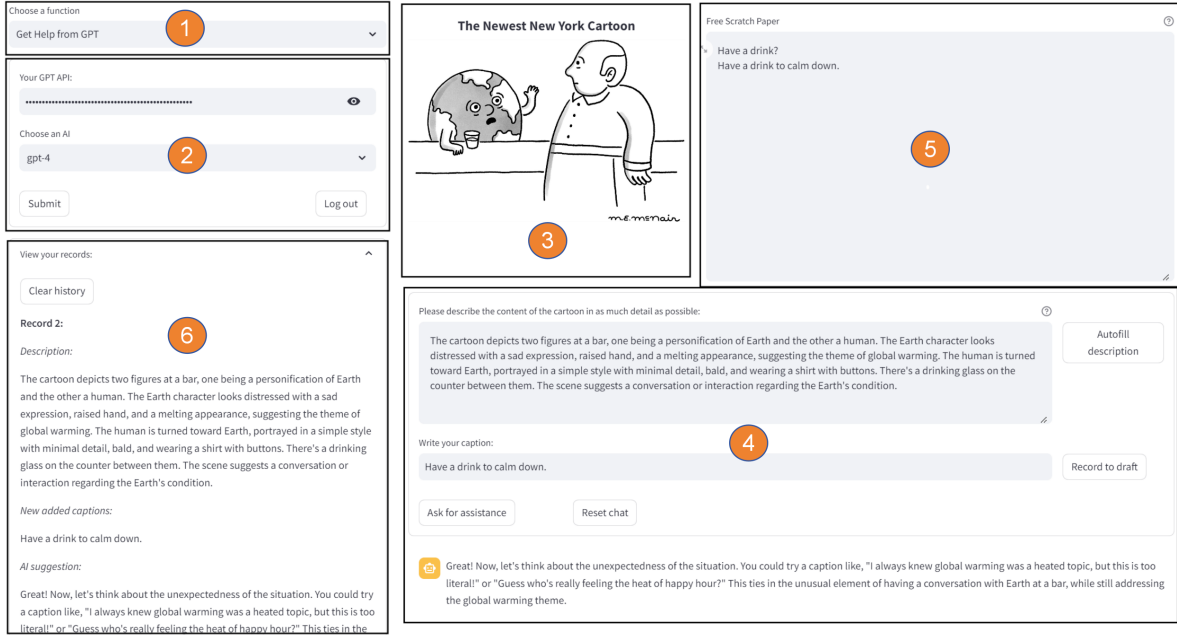 Choose a function
Get Help from GPT
1
Your GPT API:
••••••••••••••••••••••••••••••••••••••••••••••••••••
Choose an AI
gpt-4
2
Submit
Log out
The Newest New York Cartoon
m.e.mcnair
3
Free Scratch Paper
Have a drink?
Have a drink to calm down.
5
View your records:
Clear history
Record 2:
6
Description:
The cartoon depicts two figures at a bar, one being a personification of Earth
and the other a human. The Earth character looks distressed with a sad
expression, raised hand, and a melting appearance, suggesting the theme of
global warming. The human is turned toward Earth, portrayed in a simple style
with minimal detail, bald, and wearing a shirt with buttons. There's a drinking
glass on the counter between them. The scene suggests a conversation or
interaction regarding the Earth's condition.
New added captions:
Have a drink to calm down.
AI suggestion:
Great! Now, let's think about the unexpectedness of the situation. You could try
a caption like, "I always knew global warming was a heated topic, but this is too
literal!" or "Guess who's really feeling the heat of happy hour?" This ties in the
Please describe the content of the cartoon in as much detail as possible:
The cartoon depicts two figures at a bar, one being a personification of Earth and the other a human. The Earth character looks
distressed with a sad expression, raised hand, and a melting appearance, suggesting the theme of global warming. The human is turned
toward Earth, portrayed in a simple style with minimal detail, bald, and wearing a shirt with buttons. There's a drinking glass on the
counter between them. The scene suggests a conversation or interaction regarding the Earth's condition.
Autofill
description
Write your caption:
4
Have a drink to calm down.
Record to draft
Ask for assistance
Reset chat
Great! Now, let's think about the unexpectedness of the situation. You could try a caption like, "I always knew global warming was a heated topic, but this is too
literal!" or "Guess who's really feeling the heat of happy hour?" This ties in the unusual element of having a conversation with Earth at a bar, while still addressing
the global warming theme.